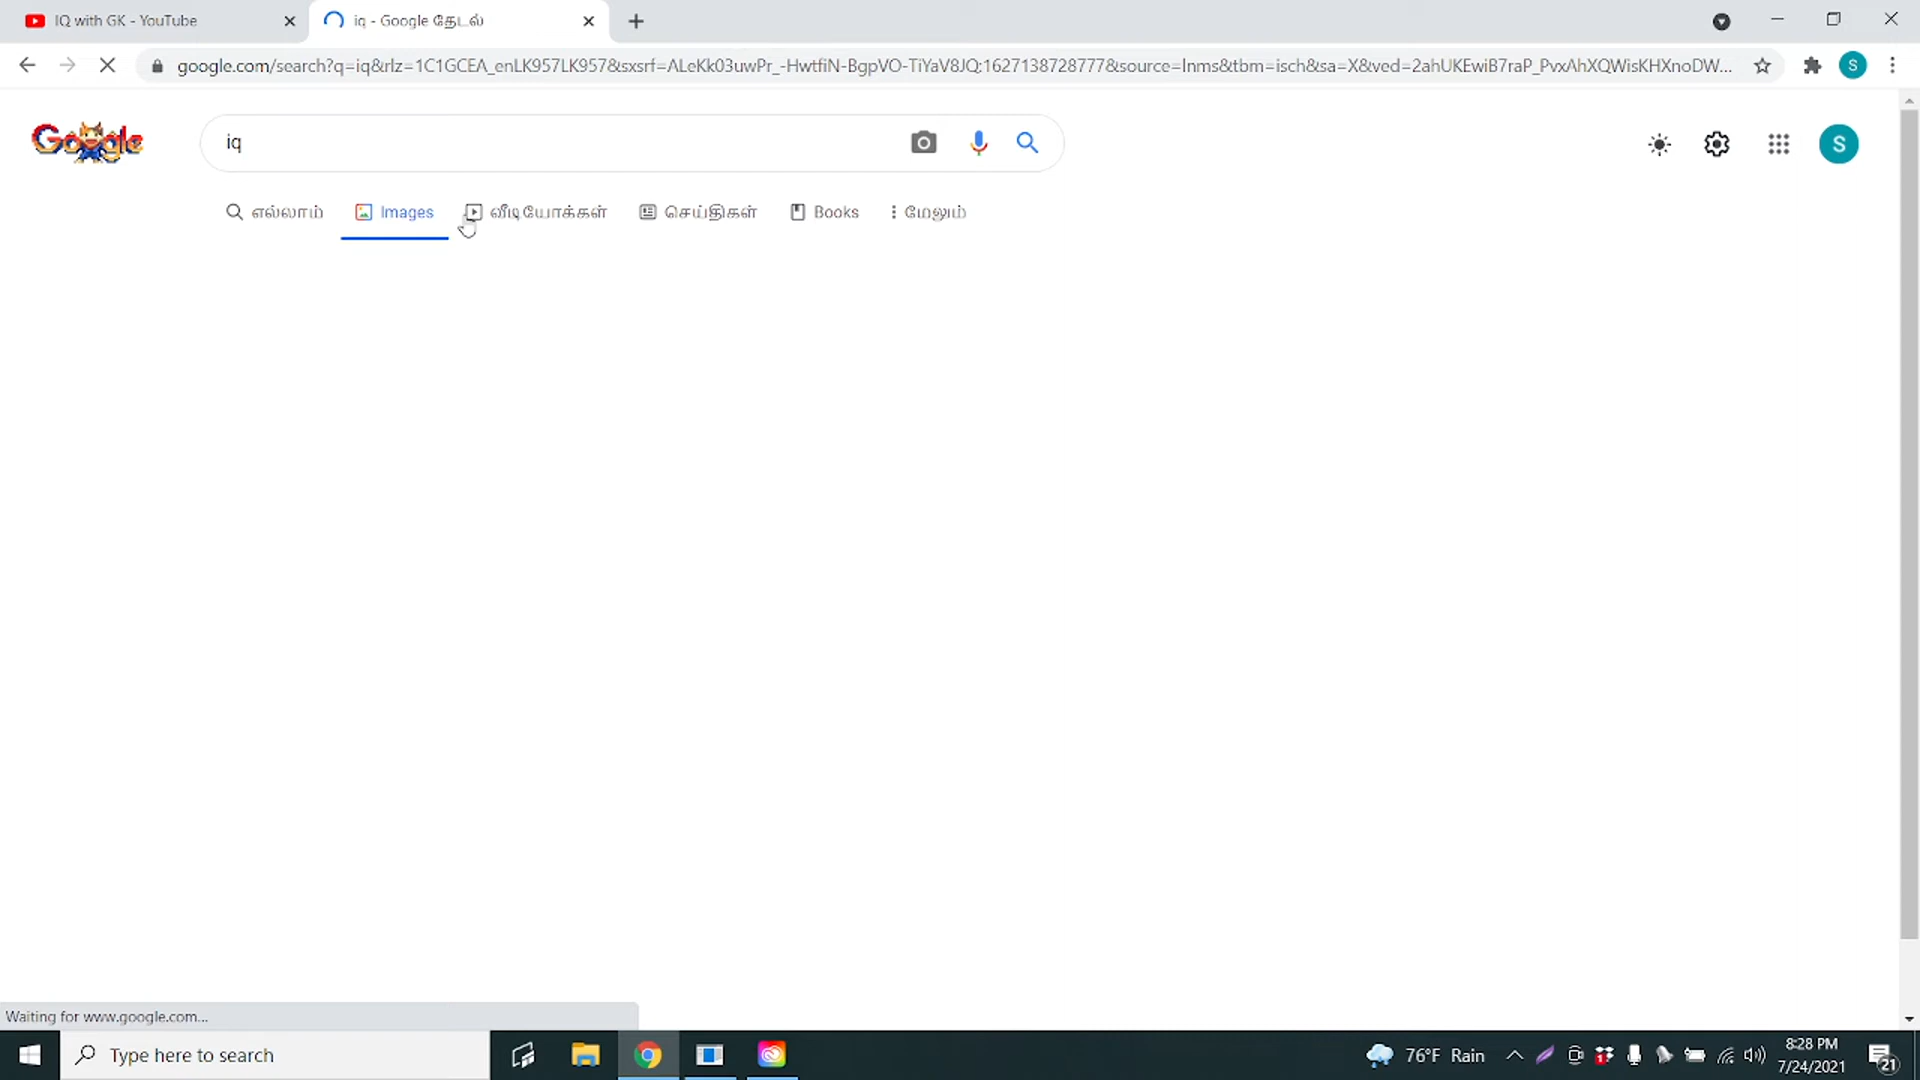 IQ with GK - YouTube
iq - Google தேடல்
google.com/search?q=iq&rlz=1C1GCEA_enLK957LK957&sxsrf=ALeKk03uwPr_-HwtfiN-BgpVO-TiYaV8JQ:1627138728777&source=lnms&tbm=isch&sa=X&ved=2ahUKEwiB7raP_PvxAhXQWisKHXnoDW...
S
Google
iq
S
எல்லாம் Images வீடியோக்கள் செய்திகள் Books மேலும்
Waiting for www.google.com...
Type here to search
76°F Rain
8:28 PM
7/24/2021
21